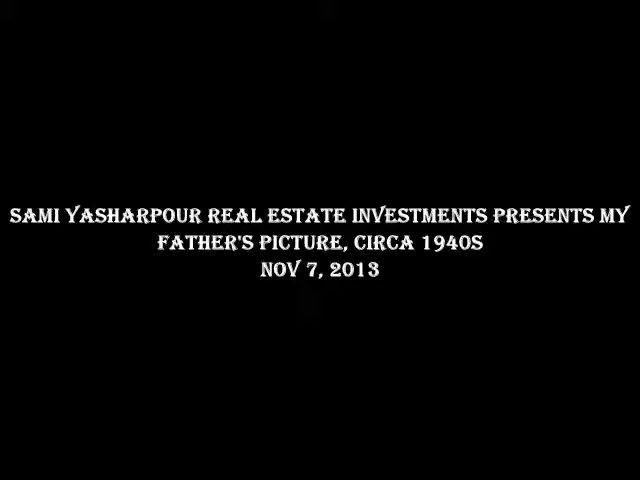 SAMI YASHARPOUR REAL ESTATE INVESTMENTS PRESENTS MY
FATHER'S PICTURE, CIRCA 1940S
NOV 7, 2013